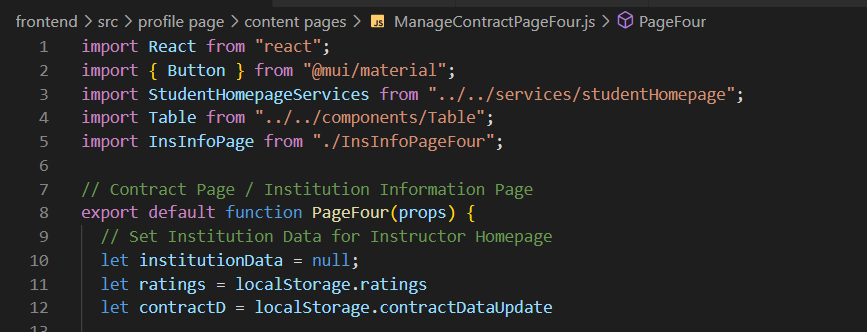 frontend > src > profile page > content pages > JS ManageContractPageFour.js > PageFour
1 import React from "react";
2 import { Button } from "@mui/material";
3 import StudentHomepageServices from "../../services/studentHomepage";
4 import Table from "../../components/Table";
5 import InsInfoPage from "./InsInfoPageFour";
6
7 // Contract Page / Institution Information Page
8 export default function PageFour(props) {
9 // Set Institution Data for Instructor Homepage
10 let institutionData = null;
11 let ratings = localStorage.ratings
12 let contractD = localStorage.contractDataUpdate
13